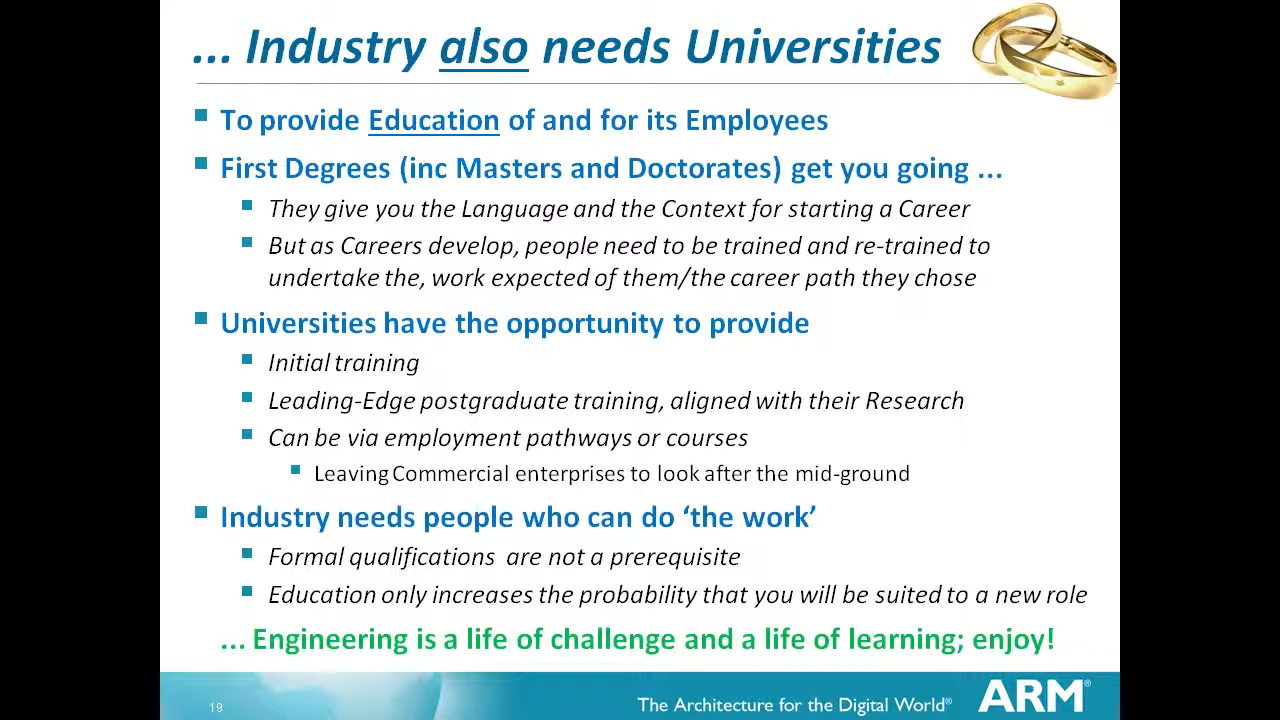 ... Industry also needs Universities
To provide Education of and for its Employees
First Degrees (inc Masters and Doctorates) get you going ...
They give you the Language and the Context for starting a Career
But as Careers develop, people need to be trained and re-trained to
undertake the, work expected of them/the career path they chose
Universities have the opportunity to provide
Initial training
Leading-Edge postgraduate training, aligned with their Research
Can be via employment pathways or courses
Leaving Commercial enterprises to look after the mid-ground
Industry needs people who can do ‘the work’
Formal qualifications are not a prerequisite
Education only increases the probability that you will be suited to a new role
... Engineering is a life of challenge and a life of learning; enjoy!
19
The Architecture for the Digital World®
ARM®